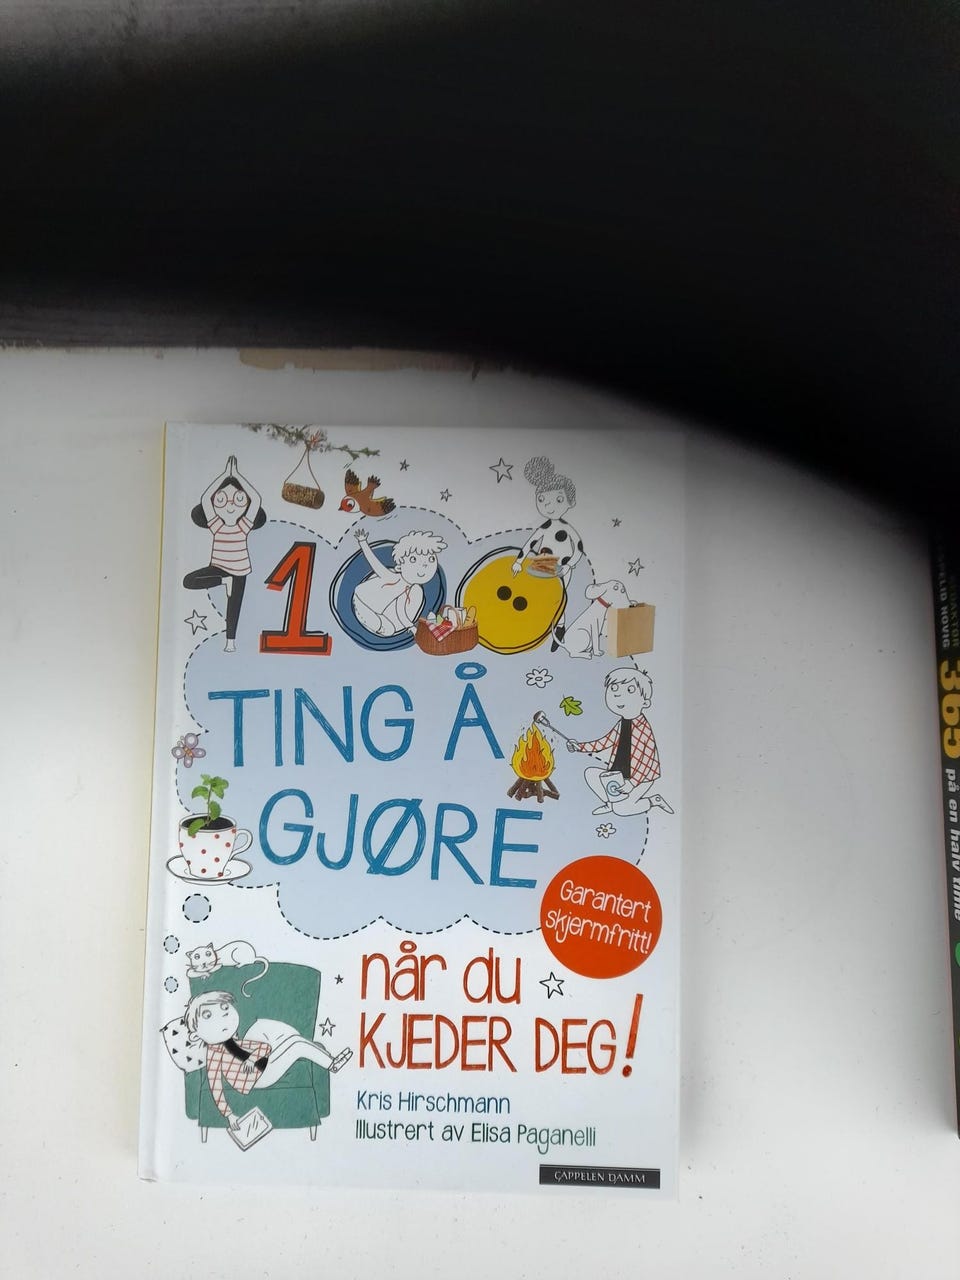 100
TING Å
GJØRE
Garantert
skjermfritt!
når du
KJEDER DEG!
Kris Hirschmann
Illustrert av Elisa Paganelli
CAPPELEN DAMM
365 på en halv time